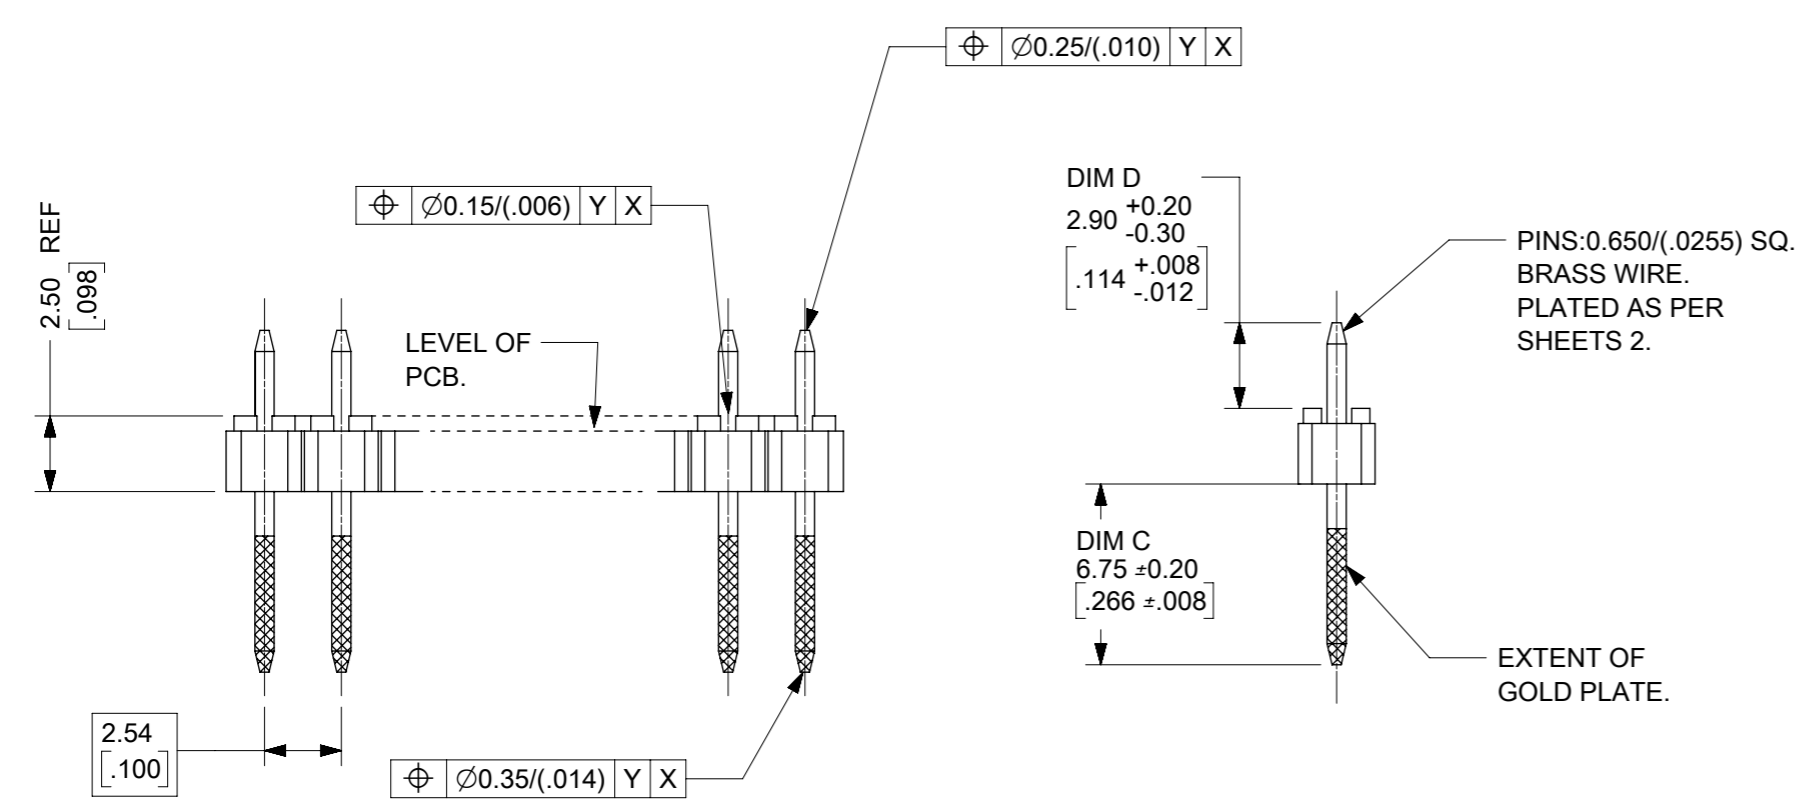 ⌖ ∅0.25/(.010) Y X
⌖ ∅0.15/(.006) Y X
2.50 REF
[.098]
LEVEL OF
PCB.
2.54
[.100]
⌖ ∅0.35/(.014) Y X
DIM D
2.90 +0.20 -0.30
[.114 +.008 -.012]
PINS:0.650/(.0255) SQ.
BRASS WIRE.
PLATED AS PER
SHEETS 2.
DIM C
6.75 ±0.20
[.266 ±.008]
EXTENT OF
GOLD PLATE.